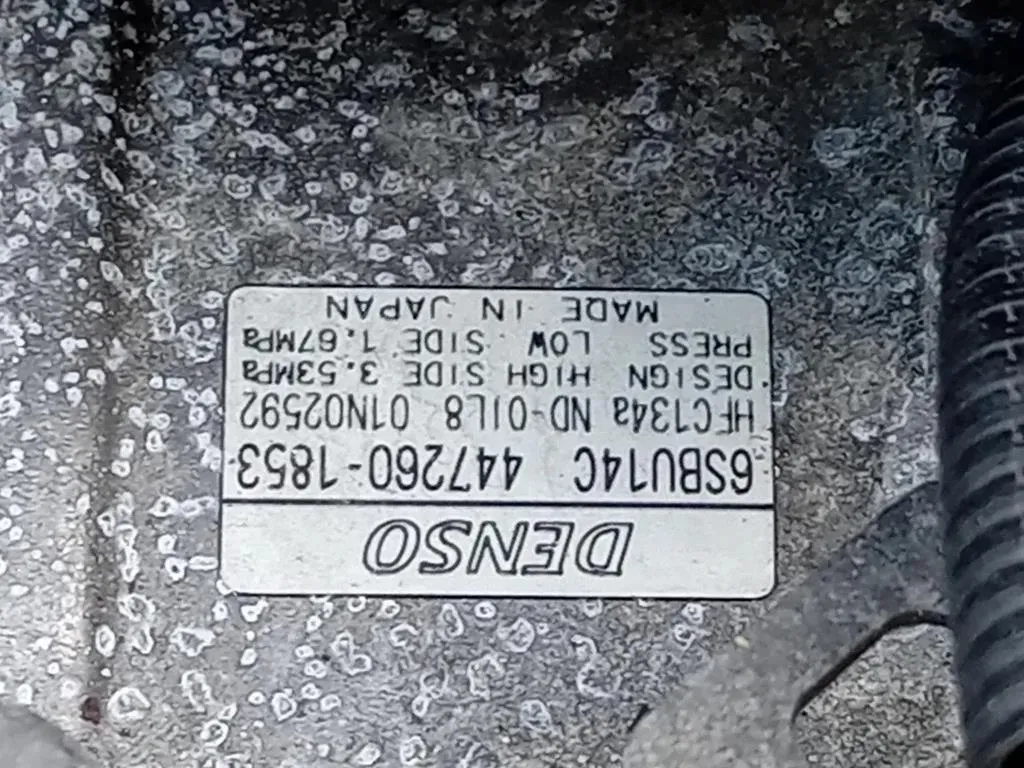 DENSO
6SBU14C 447260-1853
HFC134a ND-OIL8 01N02592
DESIGN HIGH SIDE 3.53MPa
PRESS LOW SIDE 1.67MPa
MADE IN JAPAN